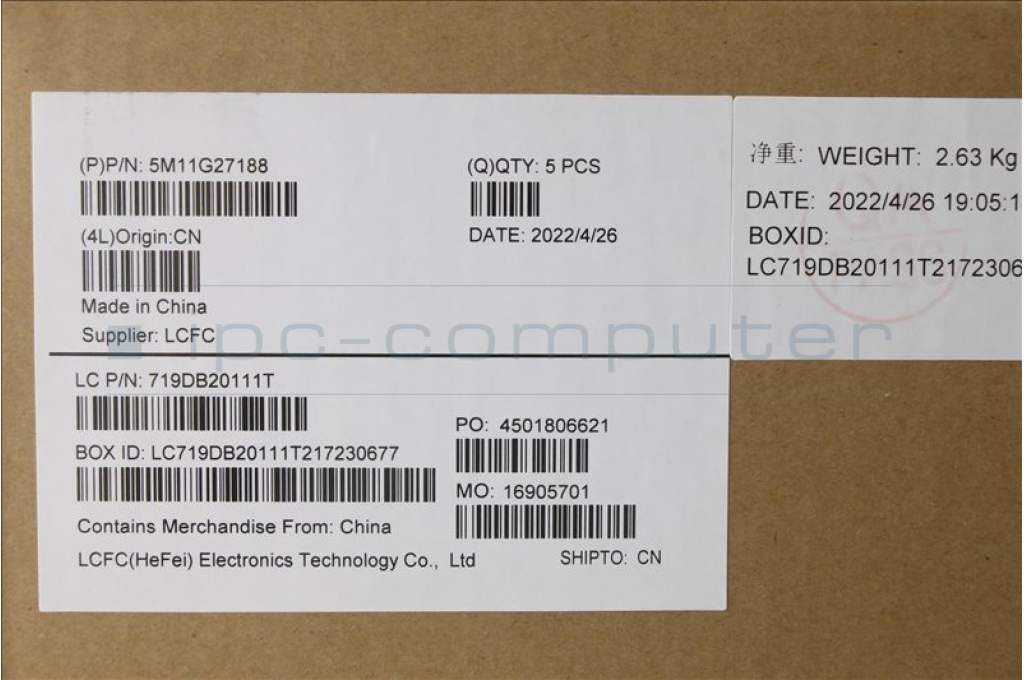 (P)P/N: 5M11G27188
(Q)QTY: 5 PCS
(4L)Origin:CN
DATE: 2022/4/26
Made in China
Supplier: LCFC
净重: WEIGHT: 2.63 Kg
DATE: 2022/4/26 19:05:1
BOXID:
LC719DB20111T2172306
ipc-computer
LC P/N: 719DB20111T
PO: 4501806621
BOX ID: LC719DB20111T217230677
MO: 16905701
Contains Merchandise From: China
LCFC(HeFei) Electronics Technology Co., Ltd
SHIPTO: CN